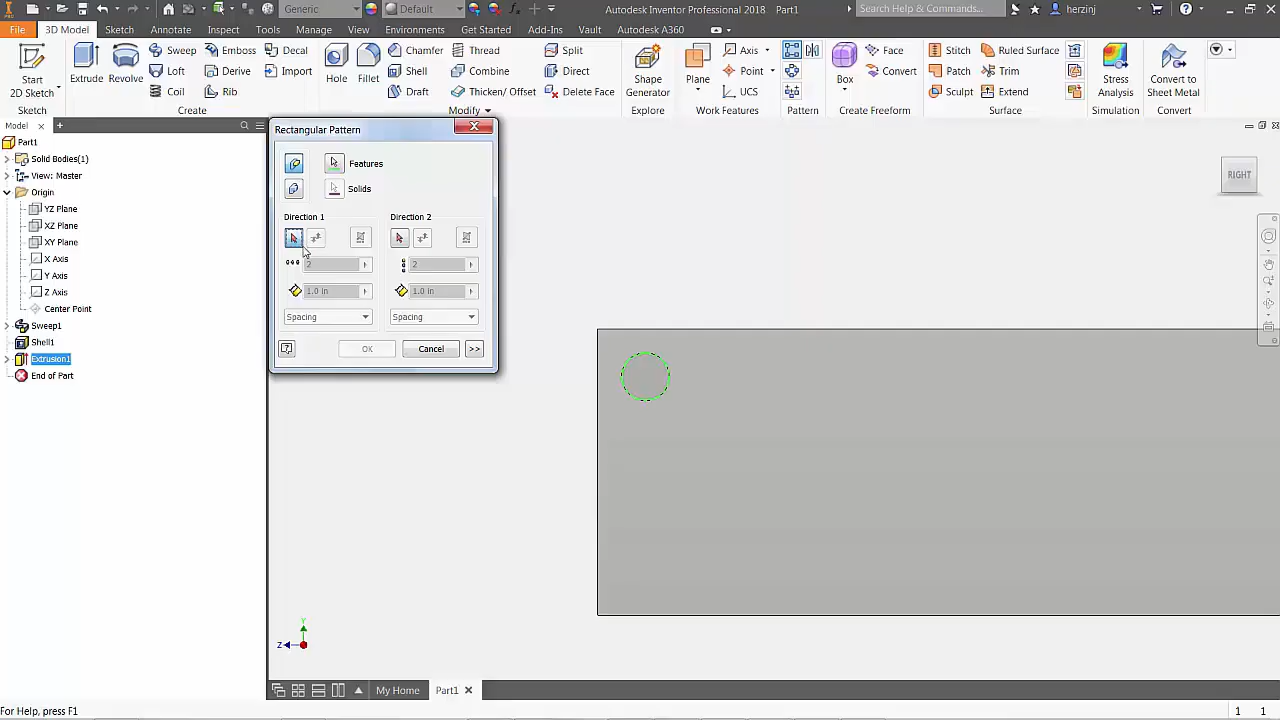 Generic Default Autodesk Inventor Professional 2018 Part1 Search Help & Commands... herzinj
File 3D Model Sketch Annotate Inspect Tools Manage View Environments Get Started Add-Ins Vault Autodesk A360
Start 2D Sketch Extrude Revolve Sweep Emboss Decal
Loft Derive Import
Coil Rib
Hole Fillet Chamfer Thread Split
Shell Combine Direct
Draft Thicken/ Offset Delete Face
Shape Generator Plane Axis
Point
UCS
Box Face
Convert
Stitch Ruled Surface
Patch Trim
Sculpt Extend
Stress Analysis Convert to Sheet Metal
Sketch Create Modify Explore Work Features Pattern Create Freeform Surface Simulation Convert
Model
Part1
Solid Bodies(1)
View: Master
Origin
YZ Plane
XZ Plane
XY Plane
X Axis
Y Axis
Z Axis
Center Point
Sweep1
Shell1
Extrusion1
End of Part
Rectangular Pattern
Features
Solids
Direction 1 Direction 2
2 2
1.0 in 1.0 in
Spacing Spacing
OK Cancel >>
RIGHT
Y
Z
My Home Part1
For Help, press F1 1 1